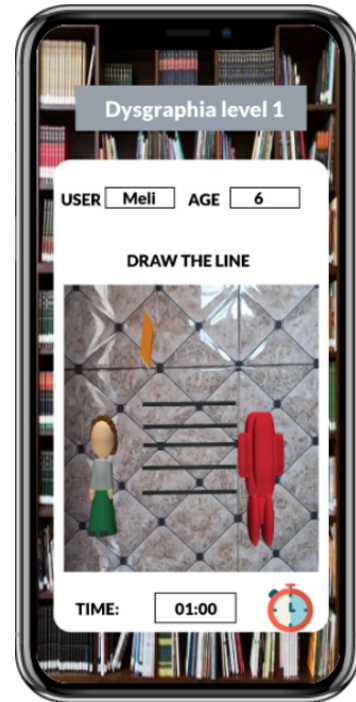 Dysgraphia level 1
USER Meli AGE 6
DRAW THE LINE
TIME: 01:00